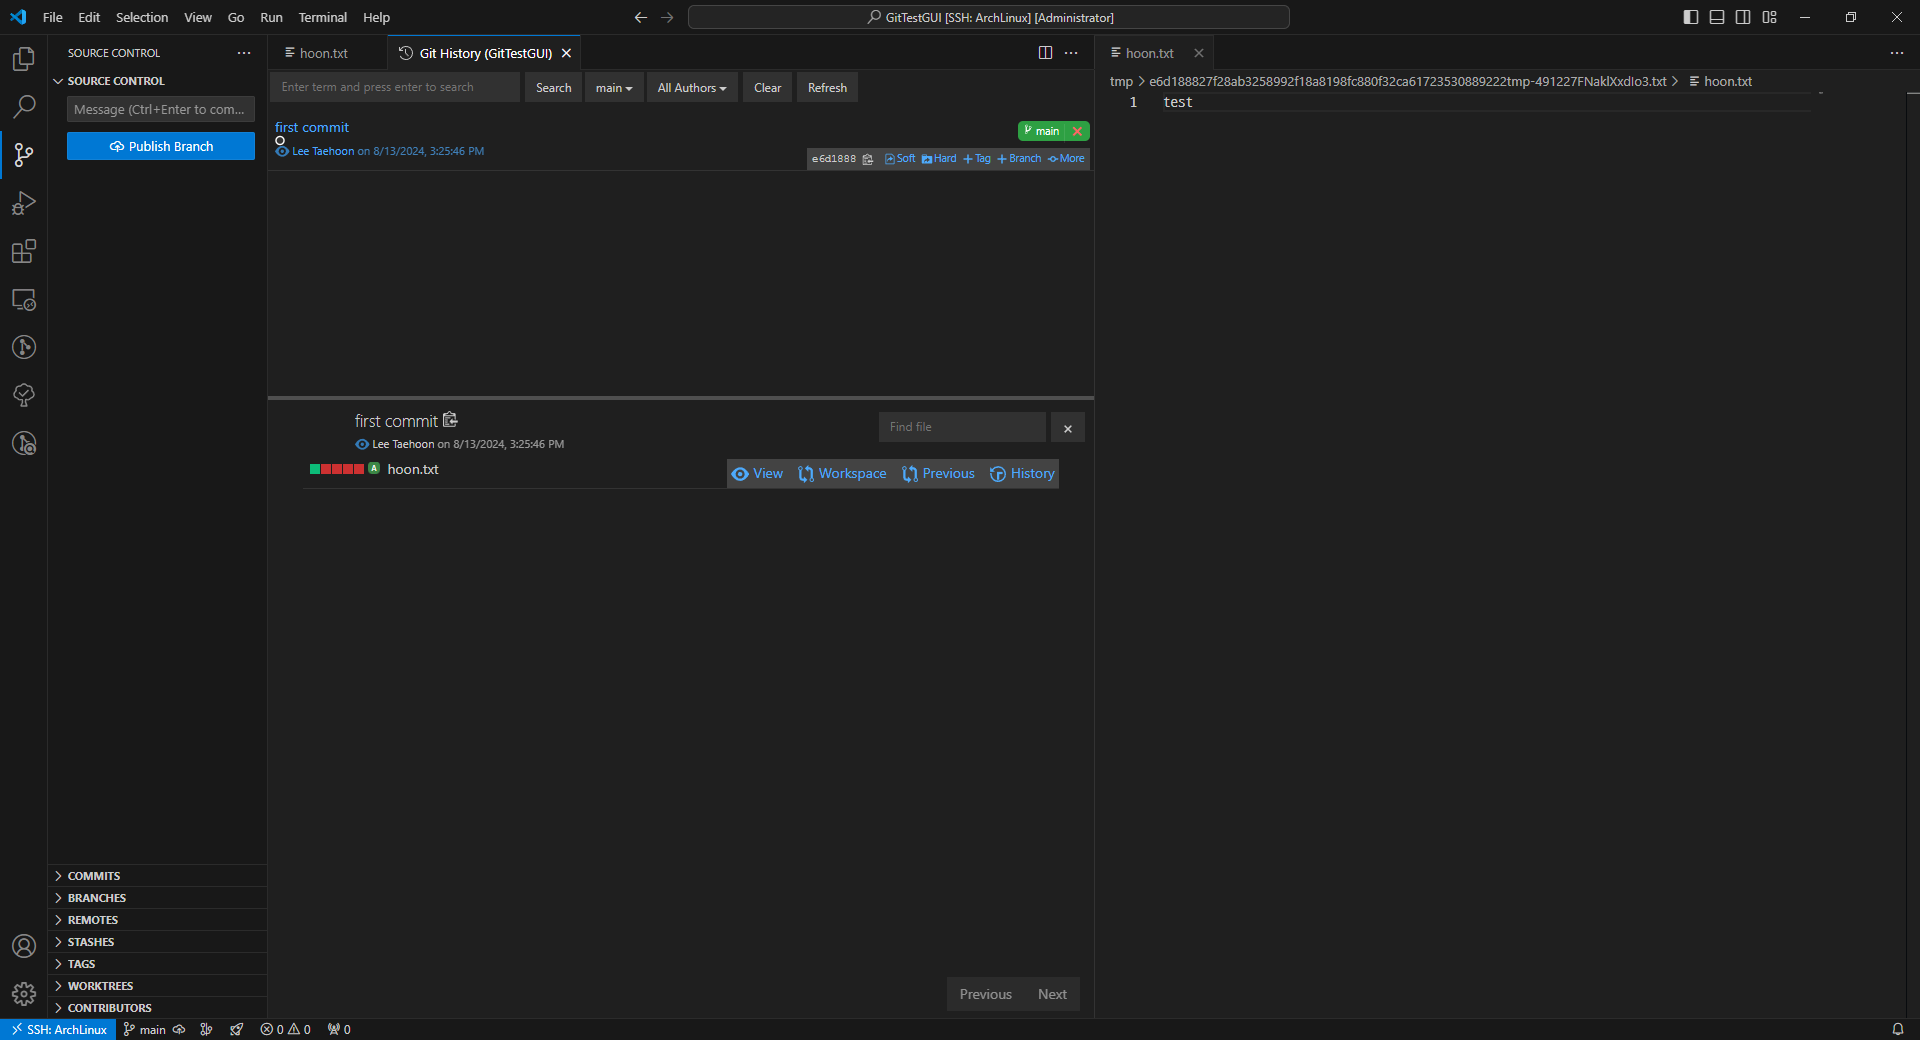 File Edit Selection View Go Run Terminal Help
GitTestGUI [SSH: ArchLinux] [Administrator]
SOURCE CONTROL
SOURCE CONTROL
Message (Ctrl+Enter to com...
Publish Branch
COMMITS
BRANCHES
REMOTES
STASHES
TAGS
WORKTREES
CONTRIBUTORS
hoon.txt
Git History (GitTestGUI)
Enter term and press enter to search
Search
main
All Authors
Clear
Refresh
first commit
main
Lee Taehoon on 8/13/2024, 3:25:46 PM
e6d1888 Soft Hard Tag Branch More
first commit
Find file
Lee Taehoon on 8/13/2024, 3:25:46 PM
A hoon.txt
View Workspace Previous History
Previous Next
hoon.txt
tmp > e6d188827f28ab3258992f18a8198fc880f32ca61723530889222tmp-491227FNaklXxdIo3.txt > hoon.txt
1 test
SSH: ArchLinux main 0 0 0